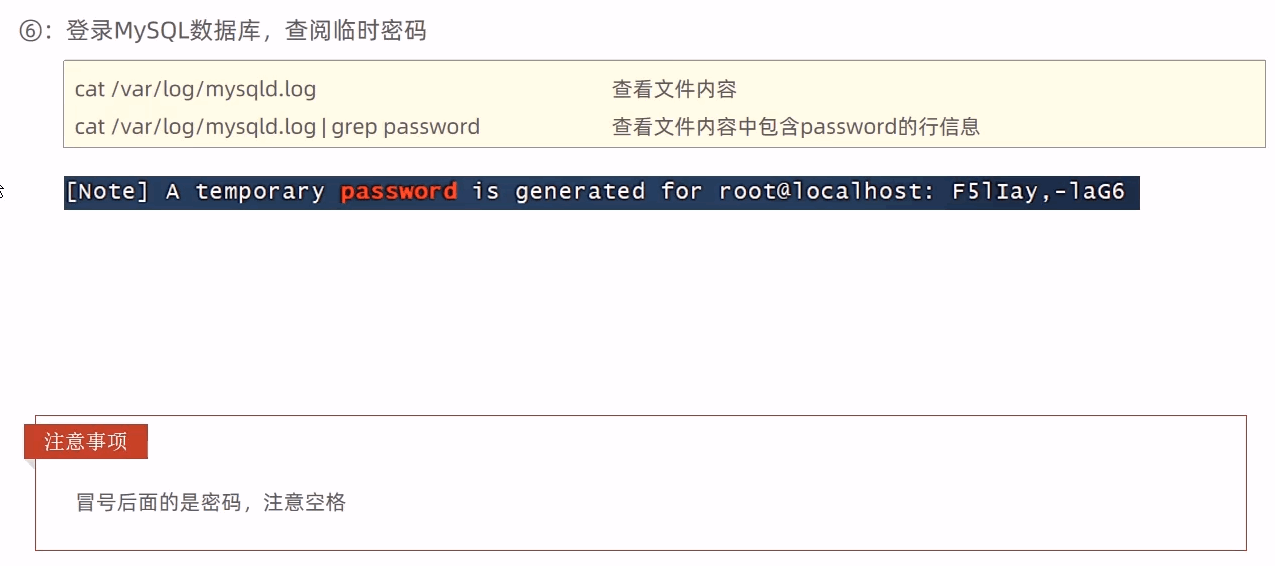 ⑥：登录MySQL数据库，查阅临时密码
cat /var/log/mysqld.log 查看文件内容
cat /var/log/mysqld.log | grep password 查看文件内容中包含password的行信息
[Note] A temporary password is generated for root@localhost: F5lIay,-laG6
注意事项
冒号后面的是密码，注意空格